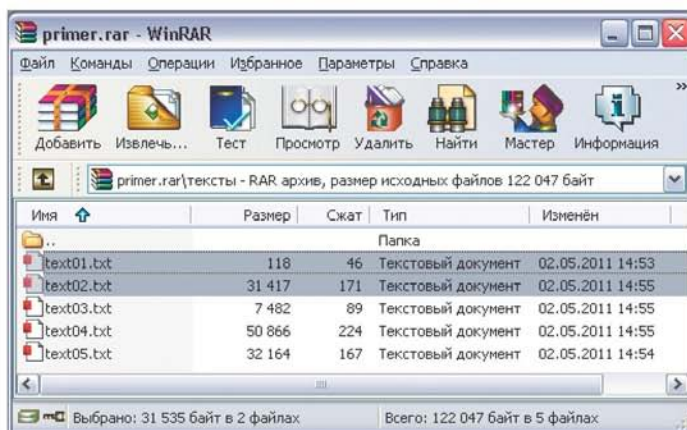 primer.rar - WinRAR
Файл Команды Операции Избранное Параметры Справка
Добавить Извлечь... Тест Просмотр Удалить Найти Мастер Информация
primer.rar\тексты - RAR архив, размер исходных файлов 122 047 байт
Имя Размер Сжат Тип Изменён
.. Папка
text01.txt 118 46 Текстовый документ 02.05.2011 14:53
text02.txt 31 417 171 Текстовый документ 02.05.2011 14:55
text03.txt 7 482 89 Текстовый документ 02.05.2011 14:55
text04.txt 50 866 224 Текстовый документ 02.05.2011 14:55
text05.txt 32 164 167 Текстовый документ 02.05.2011 14:54
Выбрано: 31 535 байт в 2 файлах Всего: 122 047 байт в 5 файлах